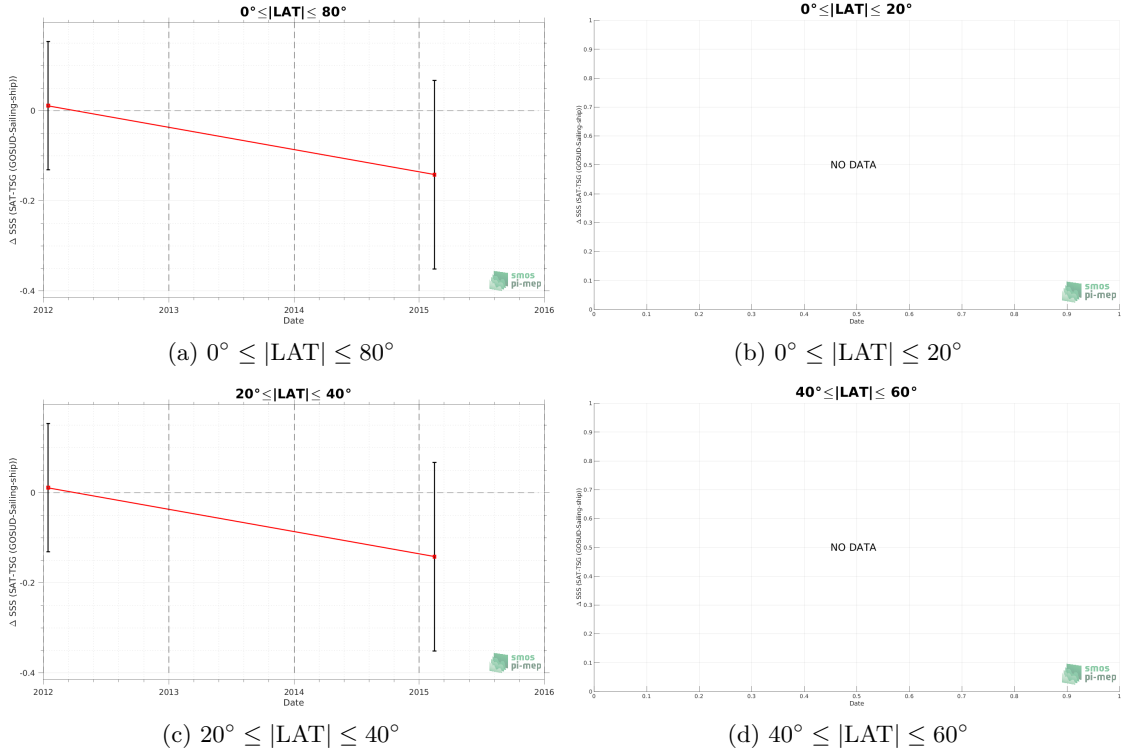 0°≤|LAT|≤ 80°
Δ SSS (SAT-TSG (GOSUD-Sailing-ship))
0
-0.2
-0.4
2012 2013 2014 2015 2016
Date
smos
pi-mep
(a) 0° ≤ |LAT| ≤ 80°
0°≤|LAT|≤ 20°
Δ SSS (SAT-TSG (GOSUD-Sailing-ship))
1
0.9
0.8
0.7
0.6
0.5
0.4
0.3
0.2
0.1
0
NO DATA
0 0.1 0.2 0.3 0.4 0.5 0.6 0.7 0.8 0.9 1
Date
smos
pi-mep
(b) 0° ≤ |LAT| ≤ 20°
20°≤|LAT|≤ 40°
Δ SSS (SAT-TSG (GOSUD-Sailing-ship))
0
-0.2
-0.4
2012 2013 2014 2015 2016
Date
smos
pi-mep
(c) 20° ≤ |LAT| ≤ 40°
40°≤|LAT|≤ 60°
Δ SSS (SAT-TSG (GOSUD-Sailing-ship))
1
0.9
0.8
0.7
0.6
0.5
0.4
0.3
0.2
0.1
0
NO DATA
0 0.1 0.2 0.3 0.4 0.5 0.6 0.7 0.8 0.9 1
Date
smos
pi-mep
(d) 40° ≤ |LAT| ≤ 60°